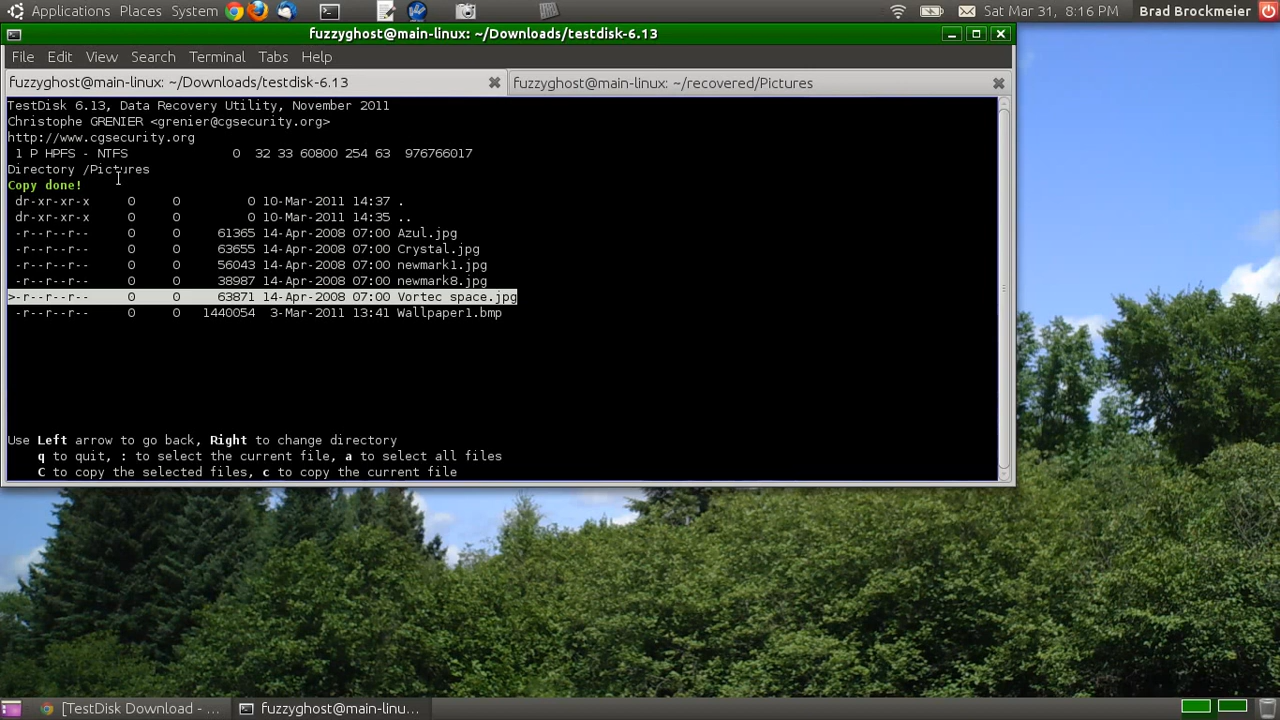 Applications Places System Sat Mar 31, 8:16 PM Brad Brockmeier
fuzzyghost@main-linux: ~/Downloads/testdisk-6.13
File Edit View Search Terminal Tabs Help
fuzzyghost@main-linux: ~/Downloads/testdisk-6.13 fuzzyghost@main-linux: ~/recovered/Pictures
TestDisk 6.13, Data Recovery Utility, November 2011
Christophe GRENIER <grenier@cgsecurity.org>
http://www.cgsecurity.org
1 P HPFS - NTFS 0 32 33 60800 254 63 976766017
Directory /Pictures
Copy done!
dr-xr-xr-x 0 0 0 10-Mar-2011 14:37 .
dr-xr-xr-x 0 0 0 10-Mar-2011 14:35 ..
-r--r--r-- 0 0 61365 14-Apr-2008 07:00 Azul.jpg
-r--r--r-- 0 0 63655 14-Apr-2008 07:00 Crystal.jpg
-r--r--r-- 0 0 56043 14-Apr-2008 07:00 newmark1.jpg
-r--r--r-- 0 0 38987 14-Apr-2008 07:00 newmark8.jpg
>-r--r--r-- 0 0 63871 14-Apr-2008 07:00 Vortec space.jpg
-r--r--r-- 0 0 1440054 3-Mar-2011 13:41 Wallpaper1.bmp
Use Left arrow to go back, Right to change directory
q to quit, : to select the current file, a to select all files
C to copy the selected files, c to copy the current file
[TestDisk Download - ... fuzzyghost@main-linu...